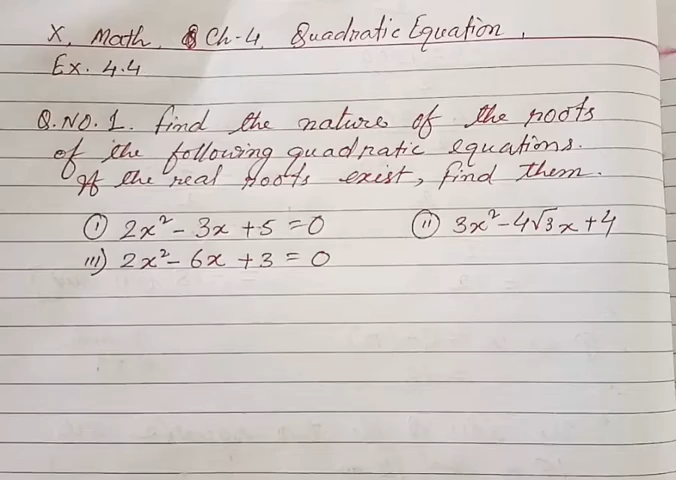 X. Math. Ch-4. Quadratic Equation.
Ex. 4.4
Q.NO.1. find the nature of the roots
of the following quadratic equations.
If the real roots exist, find them.
(i) 2x² - 3x + 5 = 0 (ii) 3x² - 4√3x + 4
iii) 2x² - 6x + 3 = 0